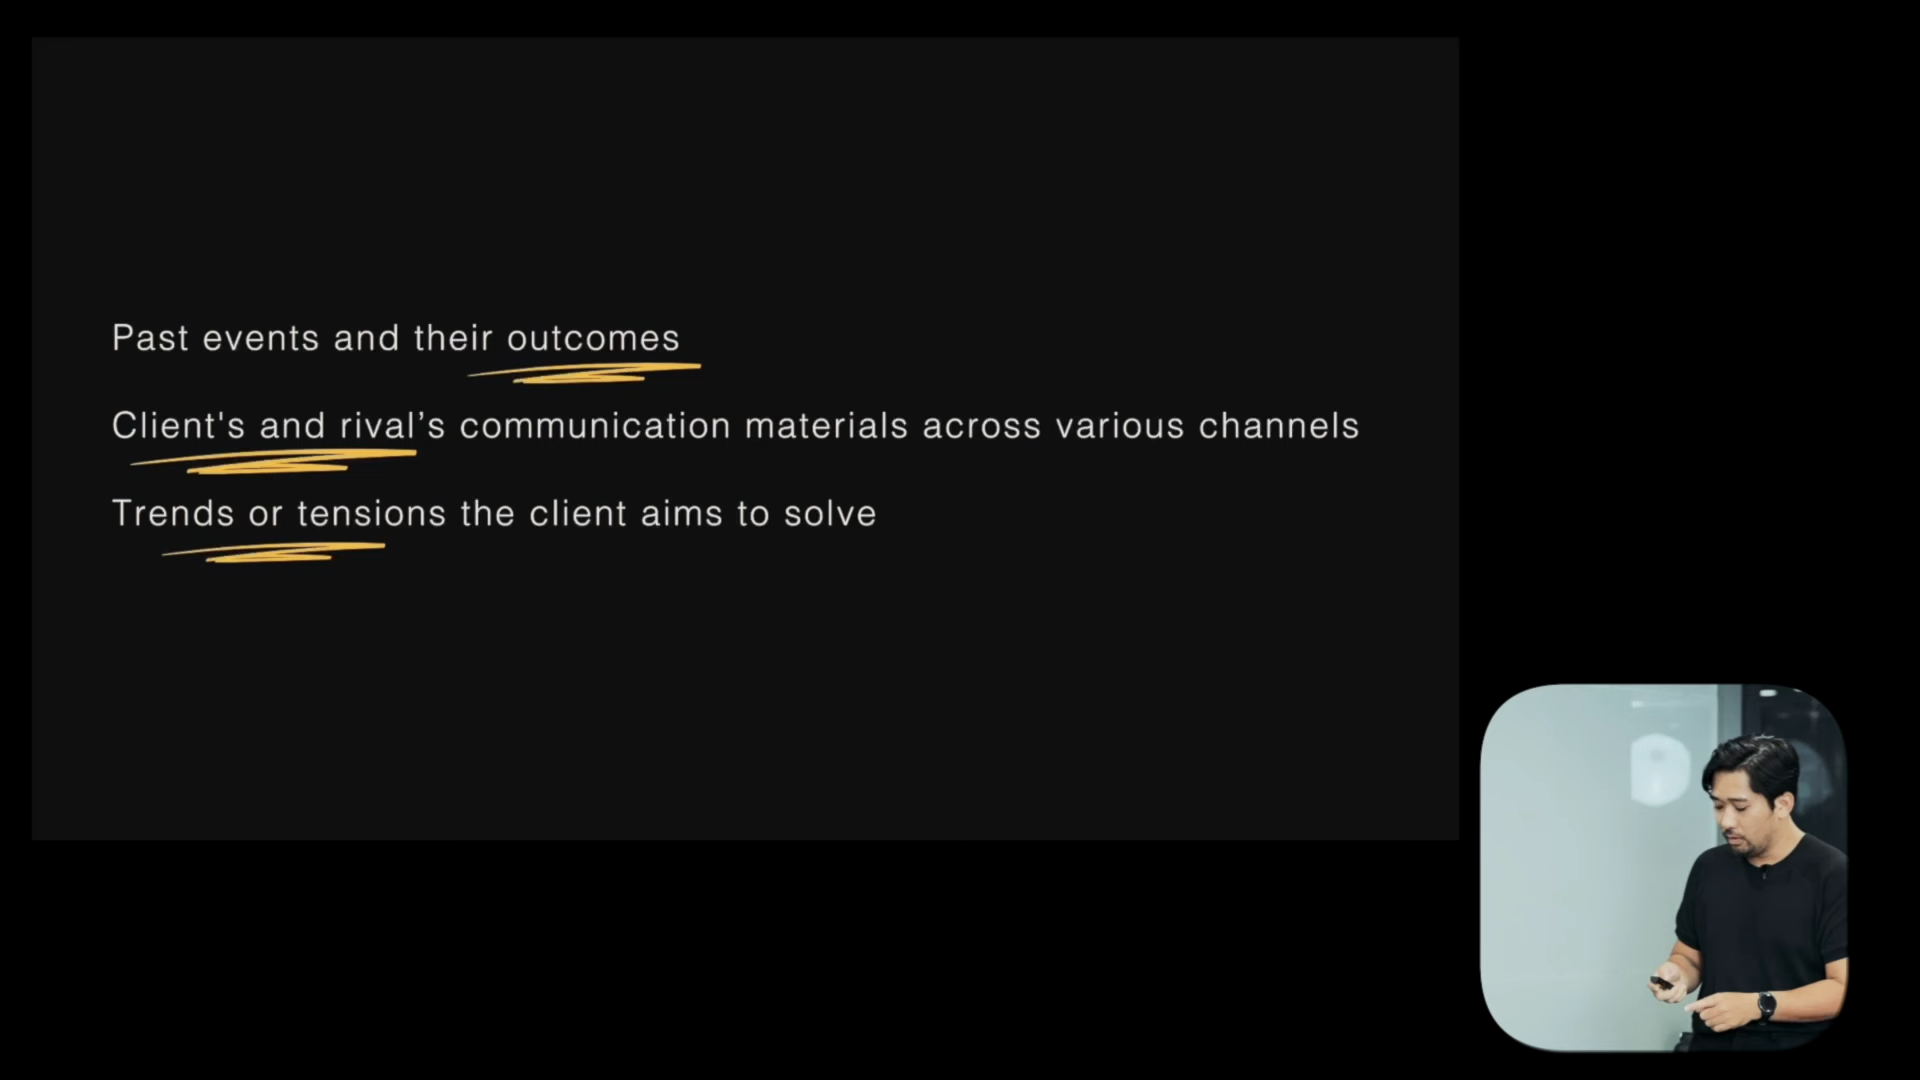 Past events and their outcomes
Client's and rival’s communication materials across various channels
Trends or tensions the client aims to solve